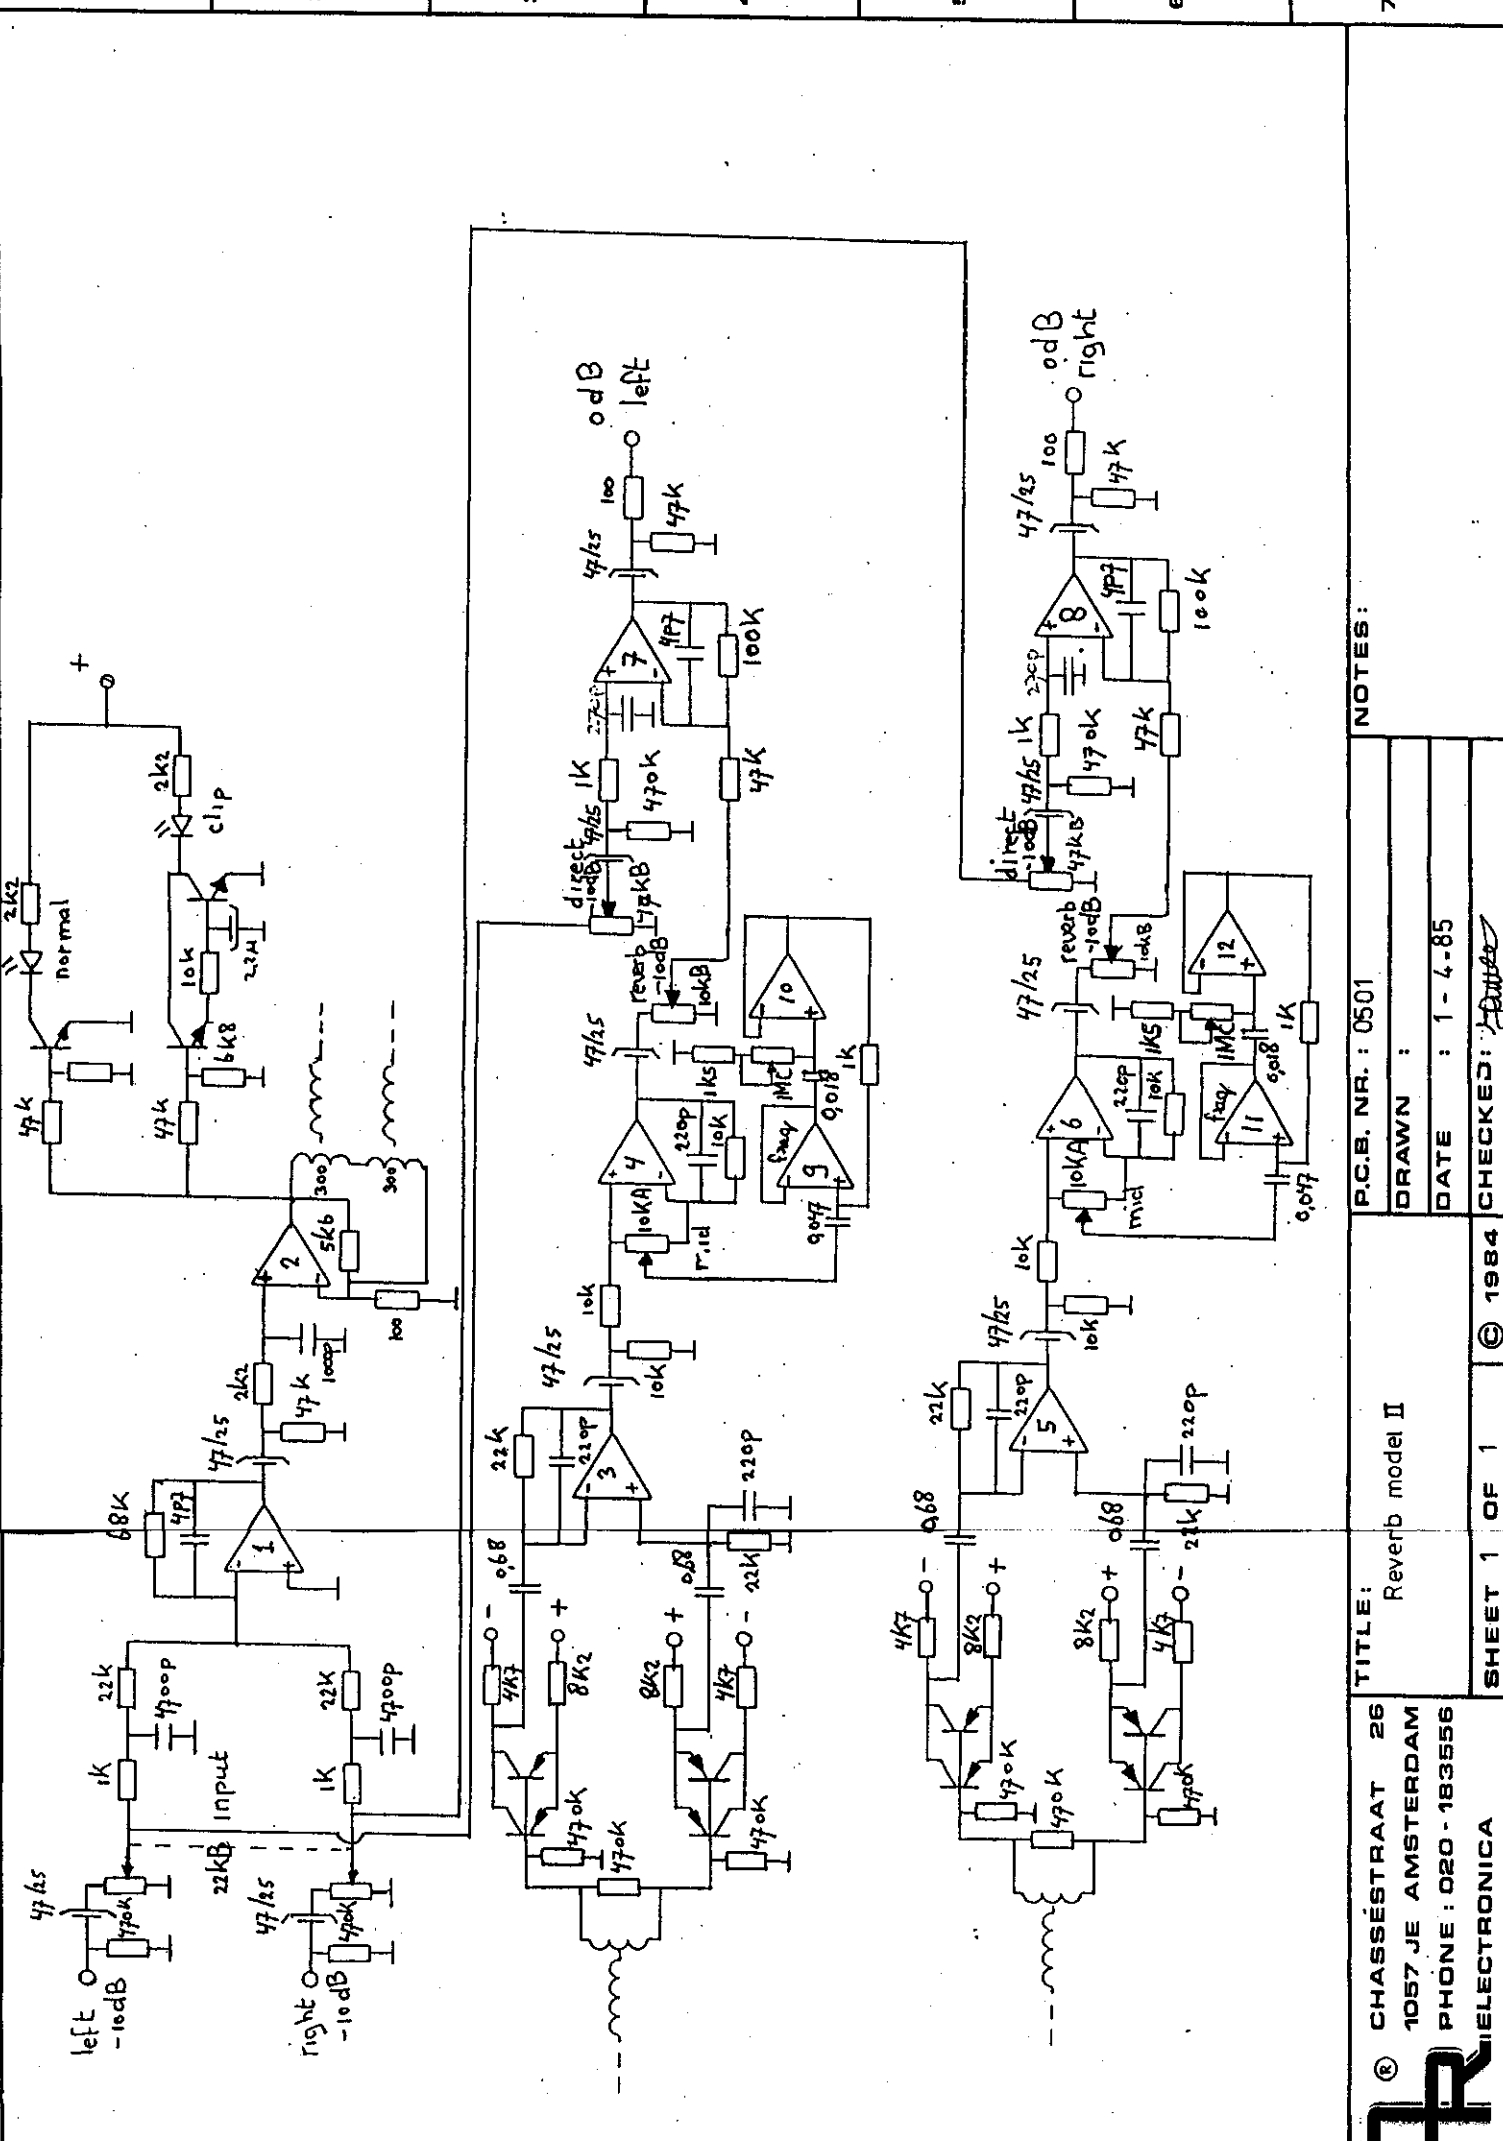 left
-10dB
47/25
470K
22kB
Input
right
-10dB
47/25
470k
1k
4700p
22k
1k
4700p
22k
68K
4P7
1
47/25
47K
2k2
1000p
2
5k6
100
300
300
47k
47k
6k8
10k
2k2
normal
clip
2k2
+
470k
470K
470K
4K7
-
8K2
+
8k2
+
4k7
-
0,68
0,68
22k
220p
3
22K
220p
47/25
10k
10k
10KA
4
220p
10k
freq
9
0,047
0,018
1k5
1MC
1K
10
47/25
reverb
-10dB
10kB
direct
-10dB
47/25
47kB
470K
1K
47K
7
4P7
100K
47/25
47K
100
0dB
left
470K
470K
470K
4K7
-
8K2
+
8K2
+
4K7
-
0,68
0,68
22k
220p
5
22K
220p
47/25
10K
10k
10KA
mid
6
220p
10k
freq
11
0,047
0,018
1K5
1MC
1K
12
47/25
reverb
-10dB
10kB
direct
-10dB
47/25
47KB
470K
1K
47K
8
4P7
100K
47/25
47K
100
0dB
right
3
6
7
® CHASSÉSTRAAT 26
1057 JE AMSTERDAM
PHONE : 020 - 183556
ELECTRONICA
TITLE:
Reverb model II
SHEET 1 OF 1
© 1984
P.C.B. NR. : 0501
DRAWN :
DATE : 1 - 4 -85
CHECKED:
NOTES: